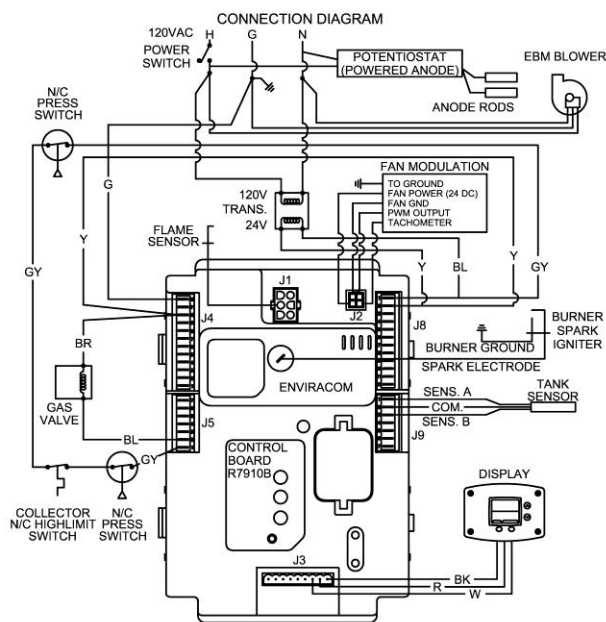 CONNECTION DIAGRAM
120VAC H G N
POWER
SWITCH
POTENTIOSTAT
(POWERED ANODE)
EBM BLOWER
ANODE RODS
N/C
PRESS
SWITCH
FAN MODULATION
TO GROUND
FAN POWER (24 DC)
FAN GND
PWM OUTPUT
TACHOMETER
G
120V
TRANS.
24V
FLAME
SENSOR
Y
GY
Y
BL
Y
GY
J1
J2
J4
J8
BURNER
SPARK
IGNITER
BURNER GROUND
SPARK ELECTRODE
BR
ENVIRACOM
GAS
VALVE
SENS. A
COM.
SENS. B
TANK
SENSOR
J5
J9
BL
GY
CONTROL
BOARD
R7910B
COLLECTOR
N/C HIGHLIMIT
SWITCH
N/C
PRESS
SWITCH
DISPLAY
J3
BK
R
W